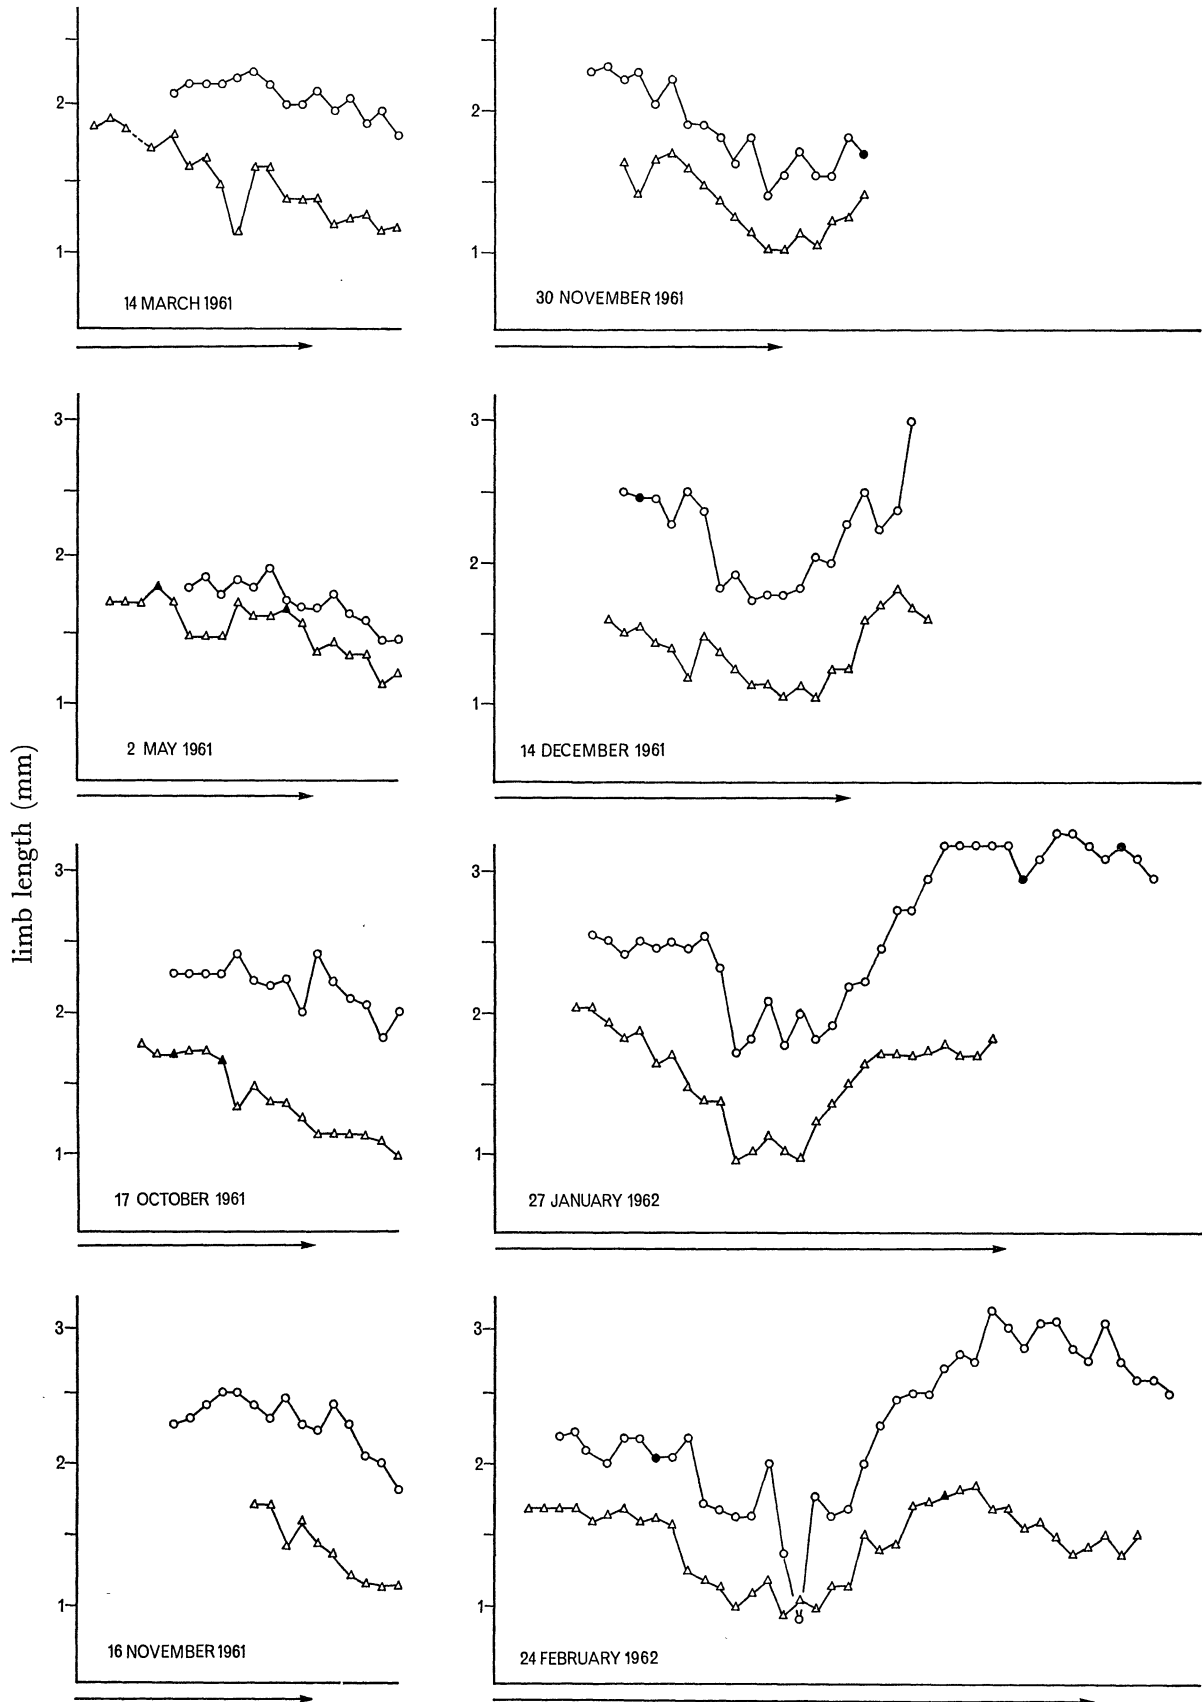 2
1
14 MARCH 1961
2
1
30 NOVEMBER 1961
3
2
1
2 MAY 1961
3
2
1
14 DECEMBER 1961
limb length (mm)
3
2
1
17 OCTOBER 1961
3
2
1
27 JANUARY 1962
3
2
1
16 NOVEMBER 1961
3
2
1
24 FEBRUARY 1962